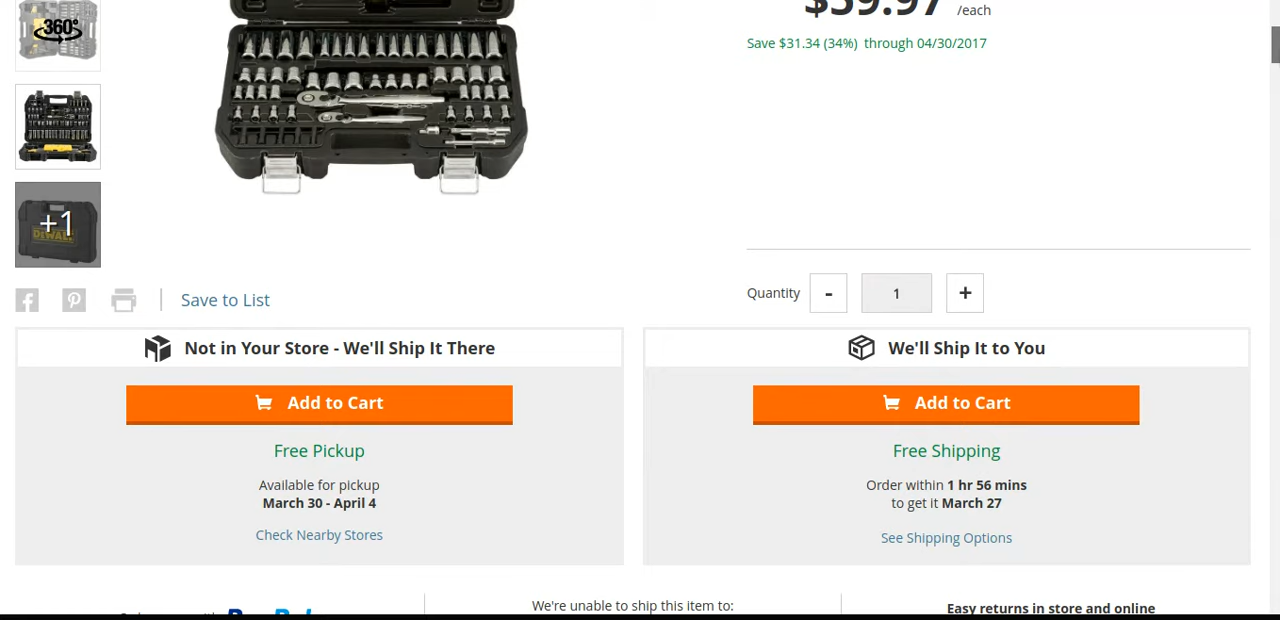 $59.97 /each
360°
Save $31.34 (34%) through 04/30/2017
+1
DEWALT
Save to List
Quantity - 1 +
Not in Your Store - We'll Ship It There
Add to Cart
Free Pickup
Available for pickup
March 30 - April 4
Check Nearby Stores
We'll Ship It to You
Add to Cart
Free Shipping
Order within 1 hr 56 mins
to get it March 27
See Shipping Options
We're unable to ship this item to:
Easy returns in store and online